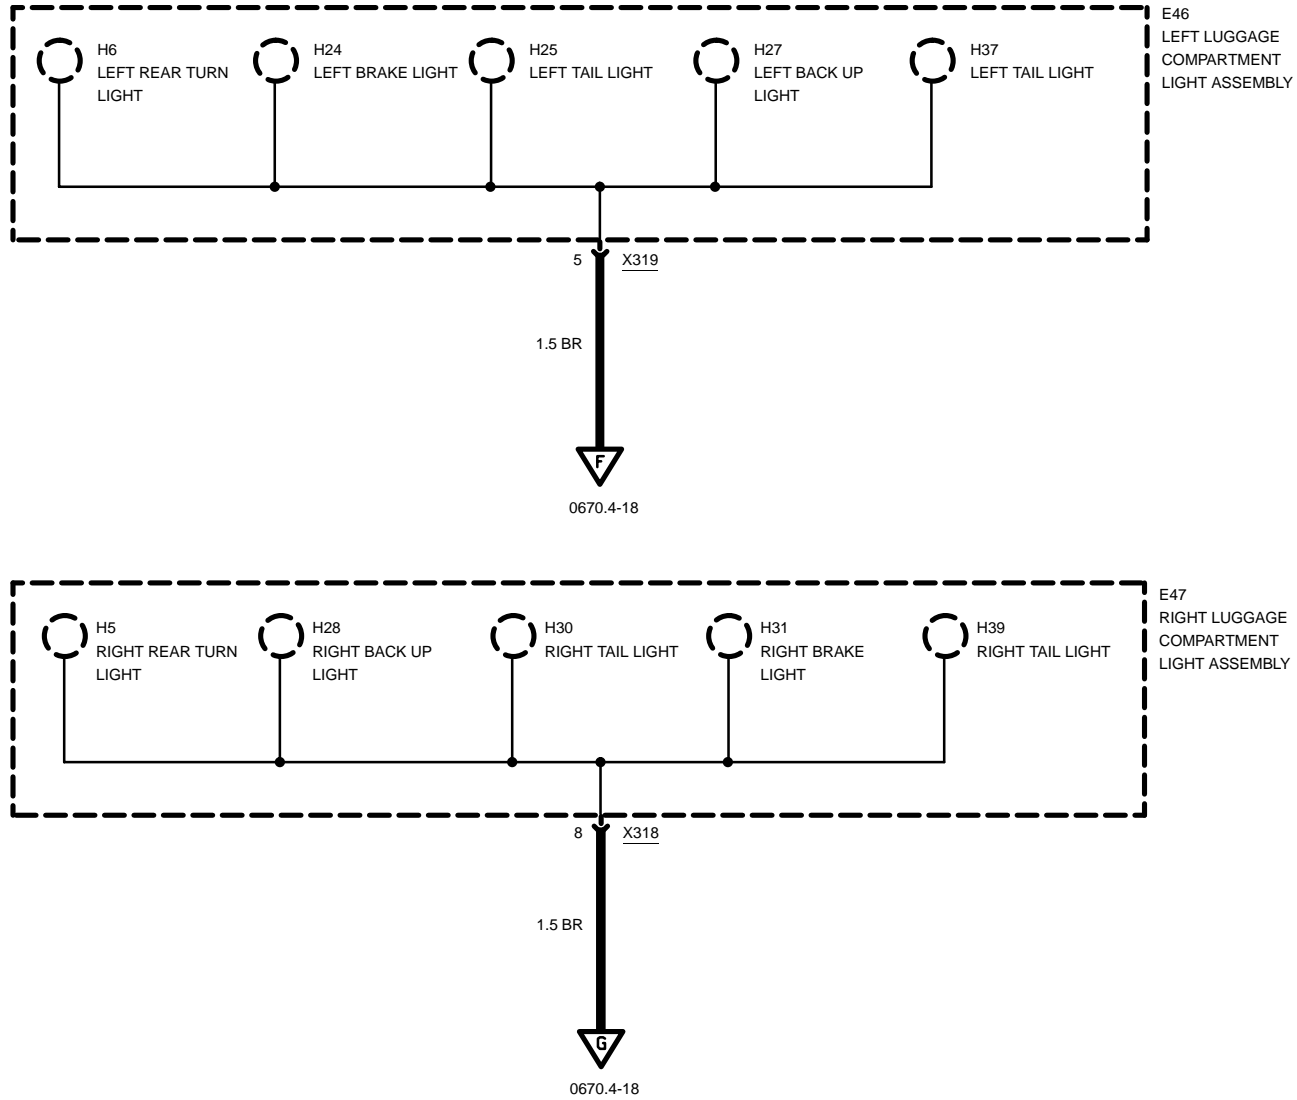 E46
LEFT LUGGAGE
COMPARTMENT
LIGHT ASSEMBLY
H6
LEFT REAR TURN
LIGHT
H24
LEFT BRAKE LIGHT
H25
LEFT TAIL LIGHT
H27
LEFT BACK UP
LIGHT
H37
LEFT TAIL LIGHT
5
X319
1.5 BR
F
0670.4-18
E47
RIGHT LUGGAGE
COMPARTMENT
LIGHT ASSEMBLY
H5
RIGHT REAR TURN
LIGHT
H28
RIGHT BACK UP
LIGHT
H30
RIGHT TAIL LIGHT
H31
RIGHT BRAKE
LIGHT
H39
RIGHT TAIL LIGHT
8
X318
1.5 BR
G
0670.4-18